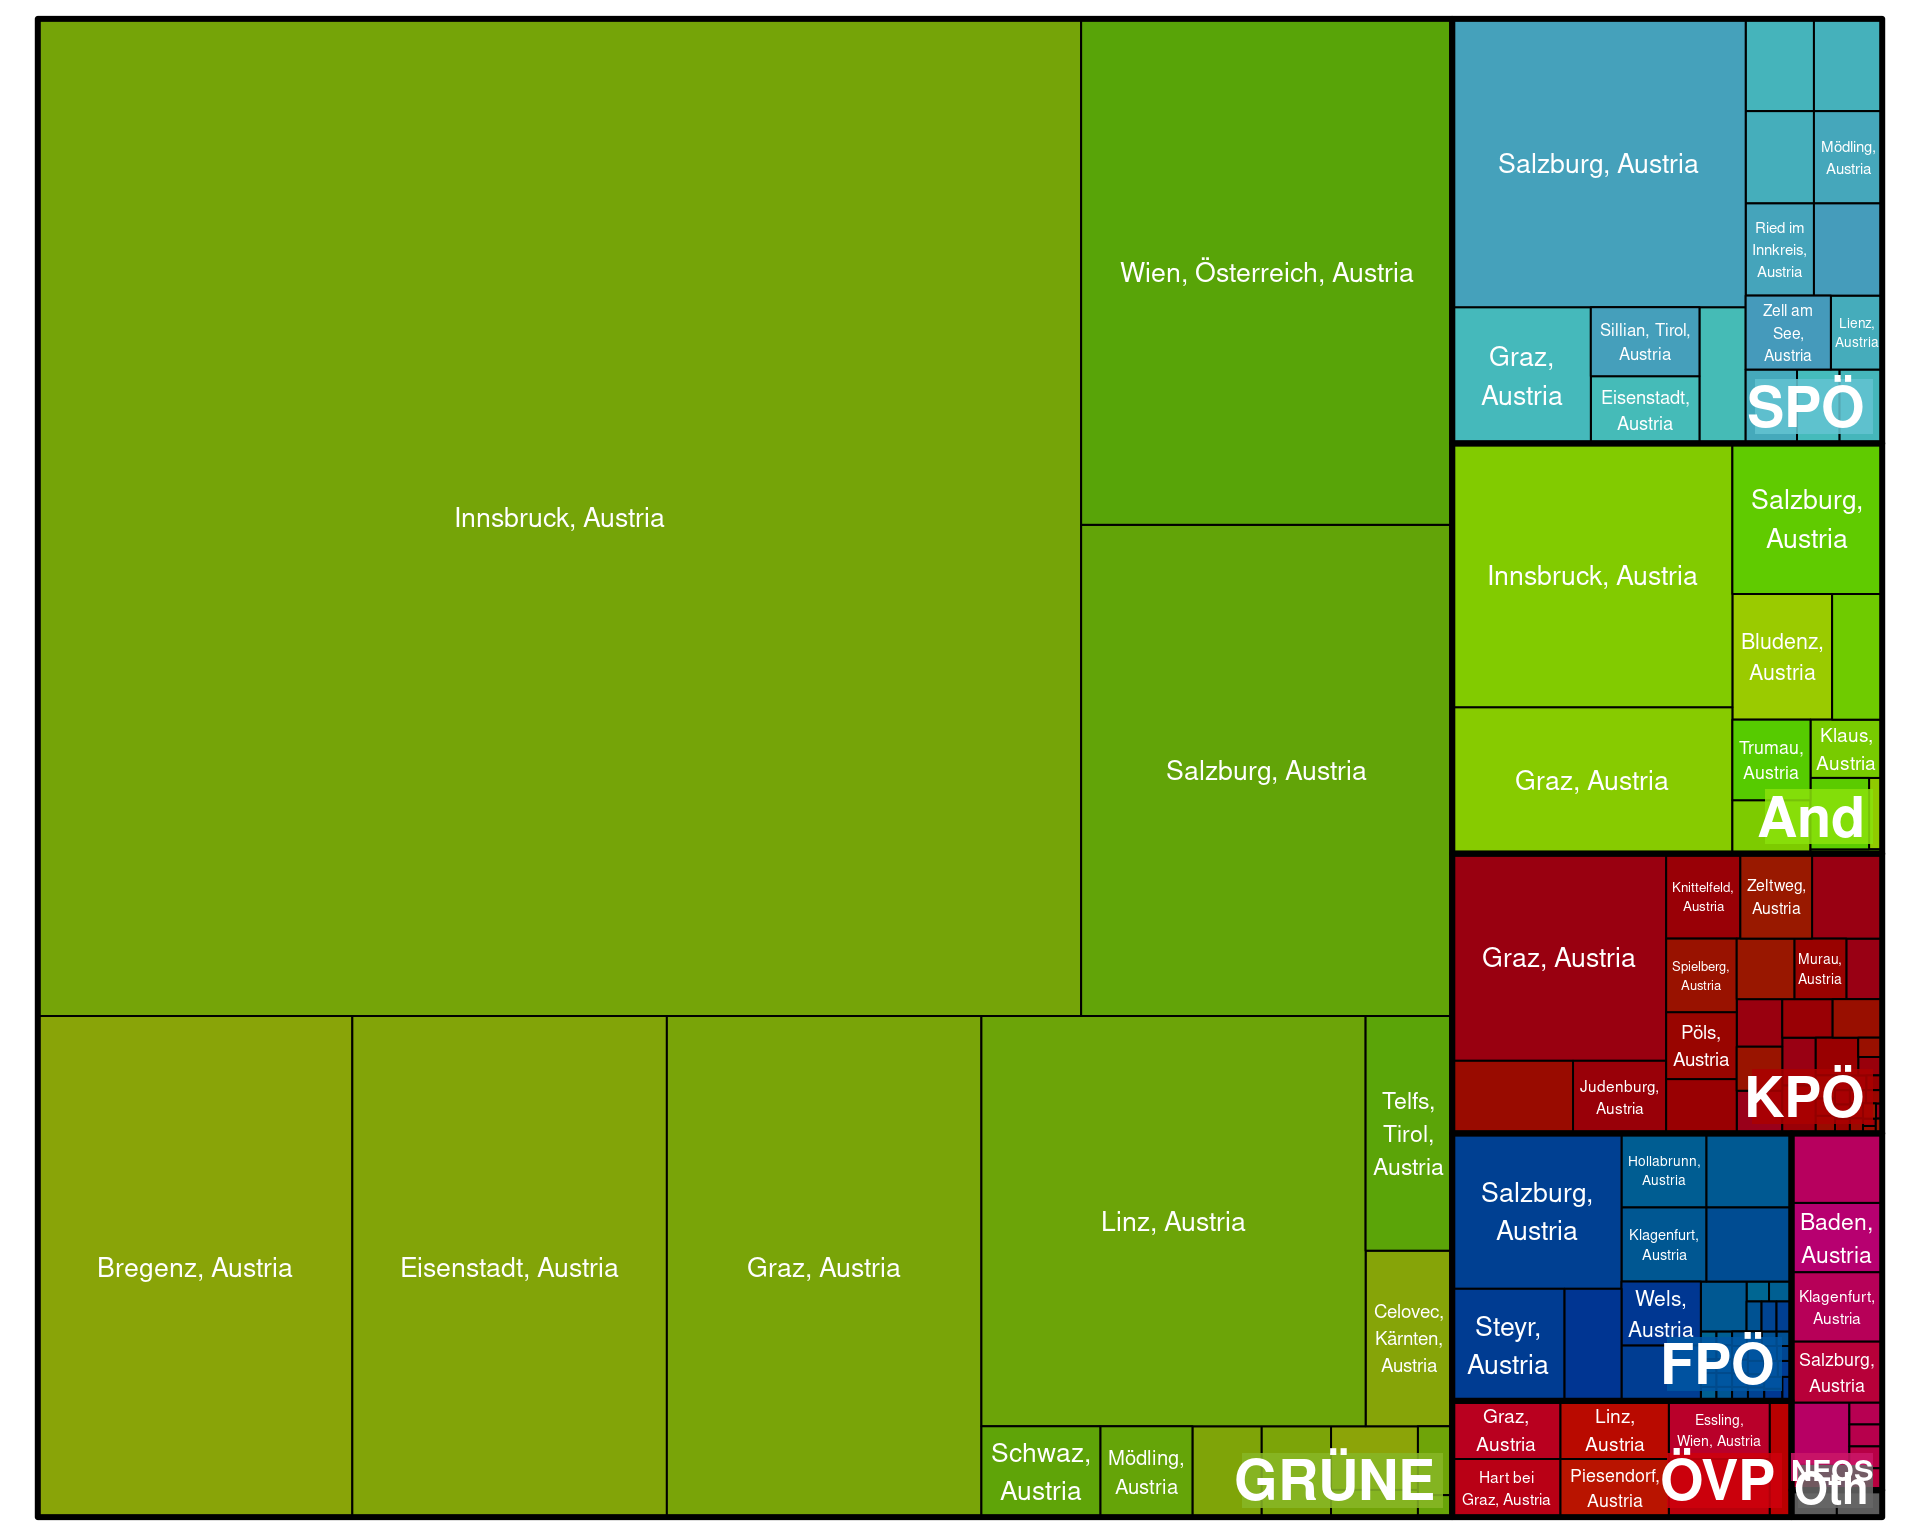 Innsbruck, Austria
Wien, Österreich, Austria
Salzburg, Austria
Bregenz, Austria
Eisenstadt, Austria
Graz, Austria
Linz, Austria
Telfs,
Tirol,
Austria
Celovec,
Kärnten,
Austria
Schwaz,
Austria
Mödling,
Austria
GRÜNE
Salzburg, Austria
Mödling,
Austria
Ried im
Innkreis,
Austria
Zell am
See,
Austria
Lienz,
Austria
Graz,
Austria
Sillian, Tirol,
Austria
Eisenstadt,
Austria
SPÖ
Innsbruck, Austria
Salzburg,
Austria
Bludenz,
Austria
Graz, Austria
Trumau,
Austria
Klaus,
Austria
And
Graz, Austria
Knittelfeld,
Austria
Zeltweg,
Austria
Spielberg,
Austria
Murau,
Austria
Pöls,
Austria
Judenburg,
Austria
KPÖ
Salzburg,
Austria
Hollabrunn,
Austria
Klagenfurt,
Austria
Steyr,
Austria
Wels,
Austria
FPÖ
Baden,
Austria
Klagenfurt,
Austria
Salzburg,
Austria
NEOS
Oth
Graz,
Austria
Linz,
Austria
Essling,
Wien, Austria
Hart bei
Graz, Austria
Piesendorf,
Austria
ÖVP